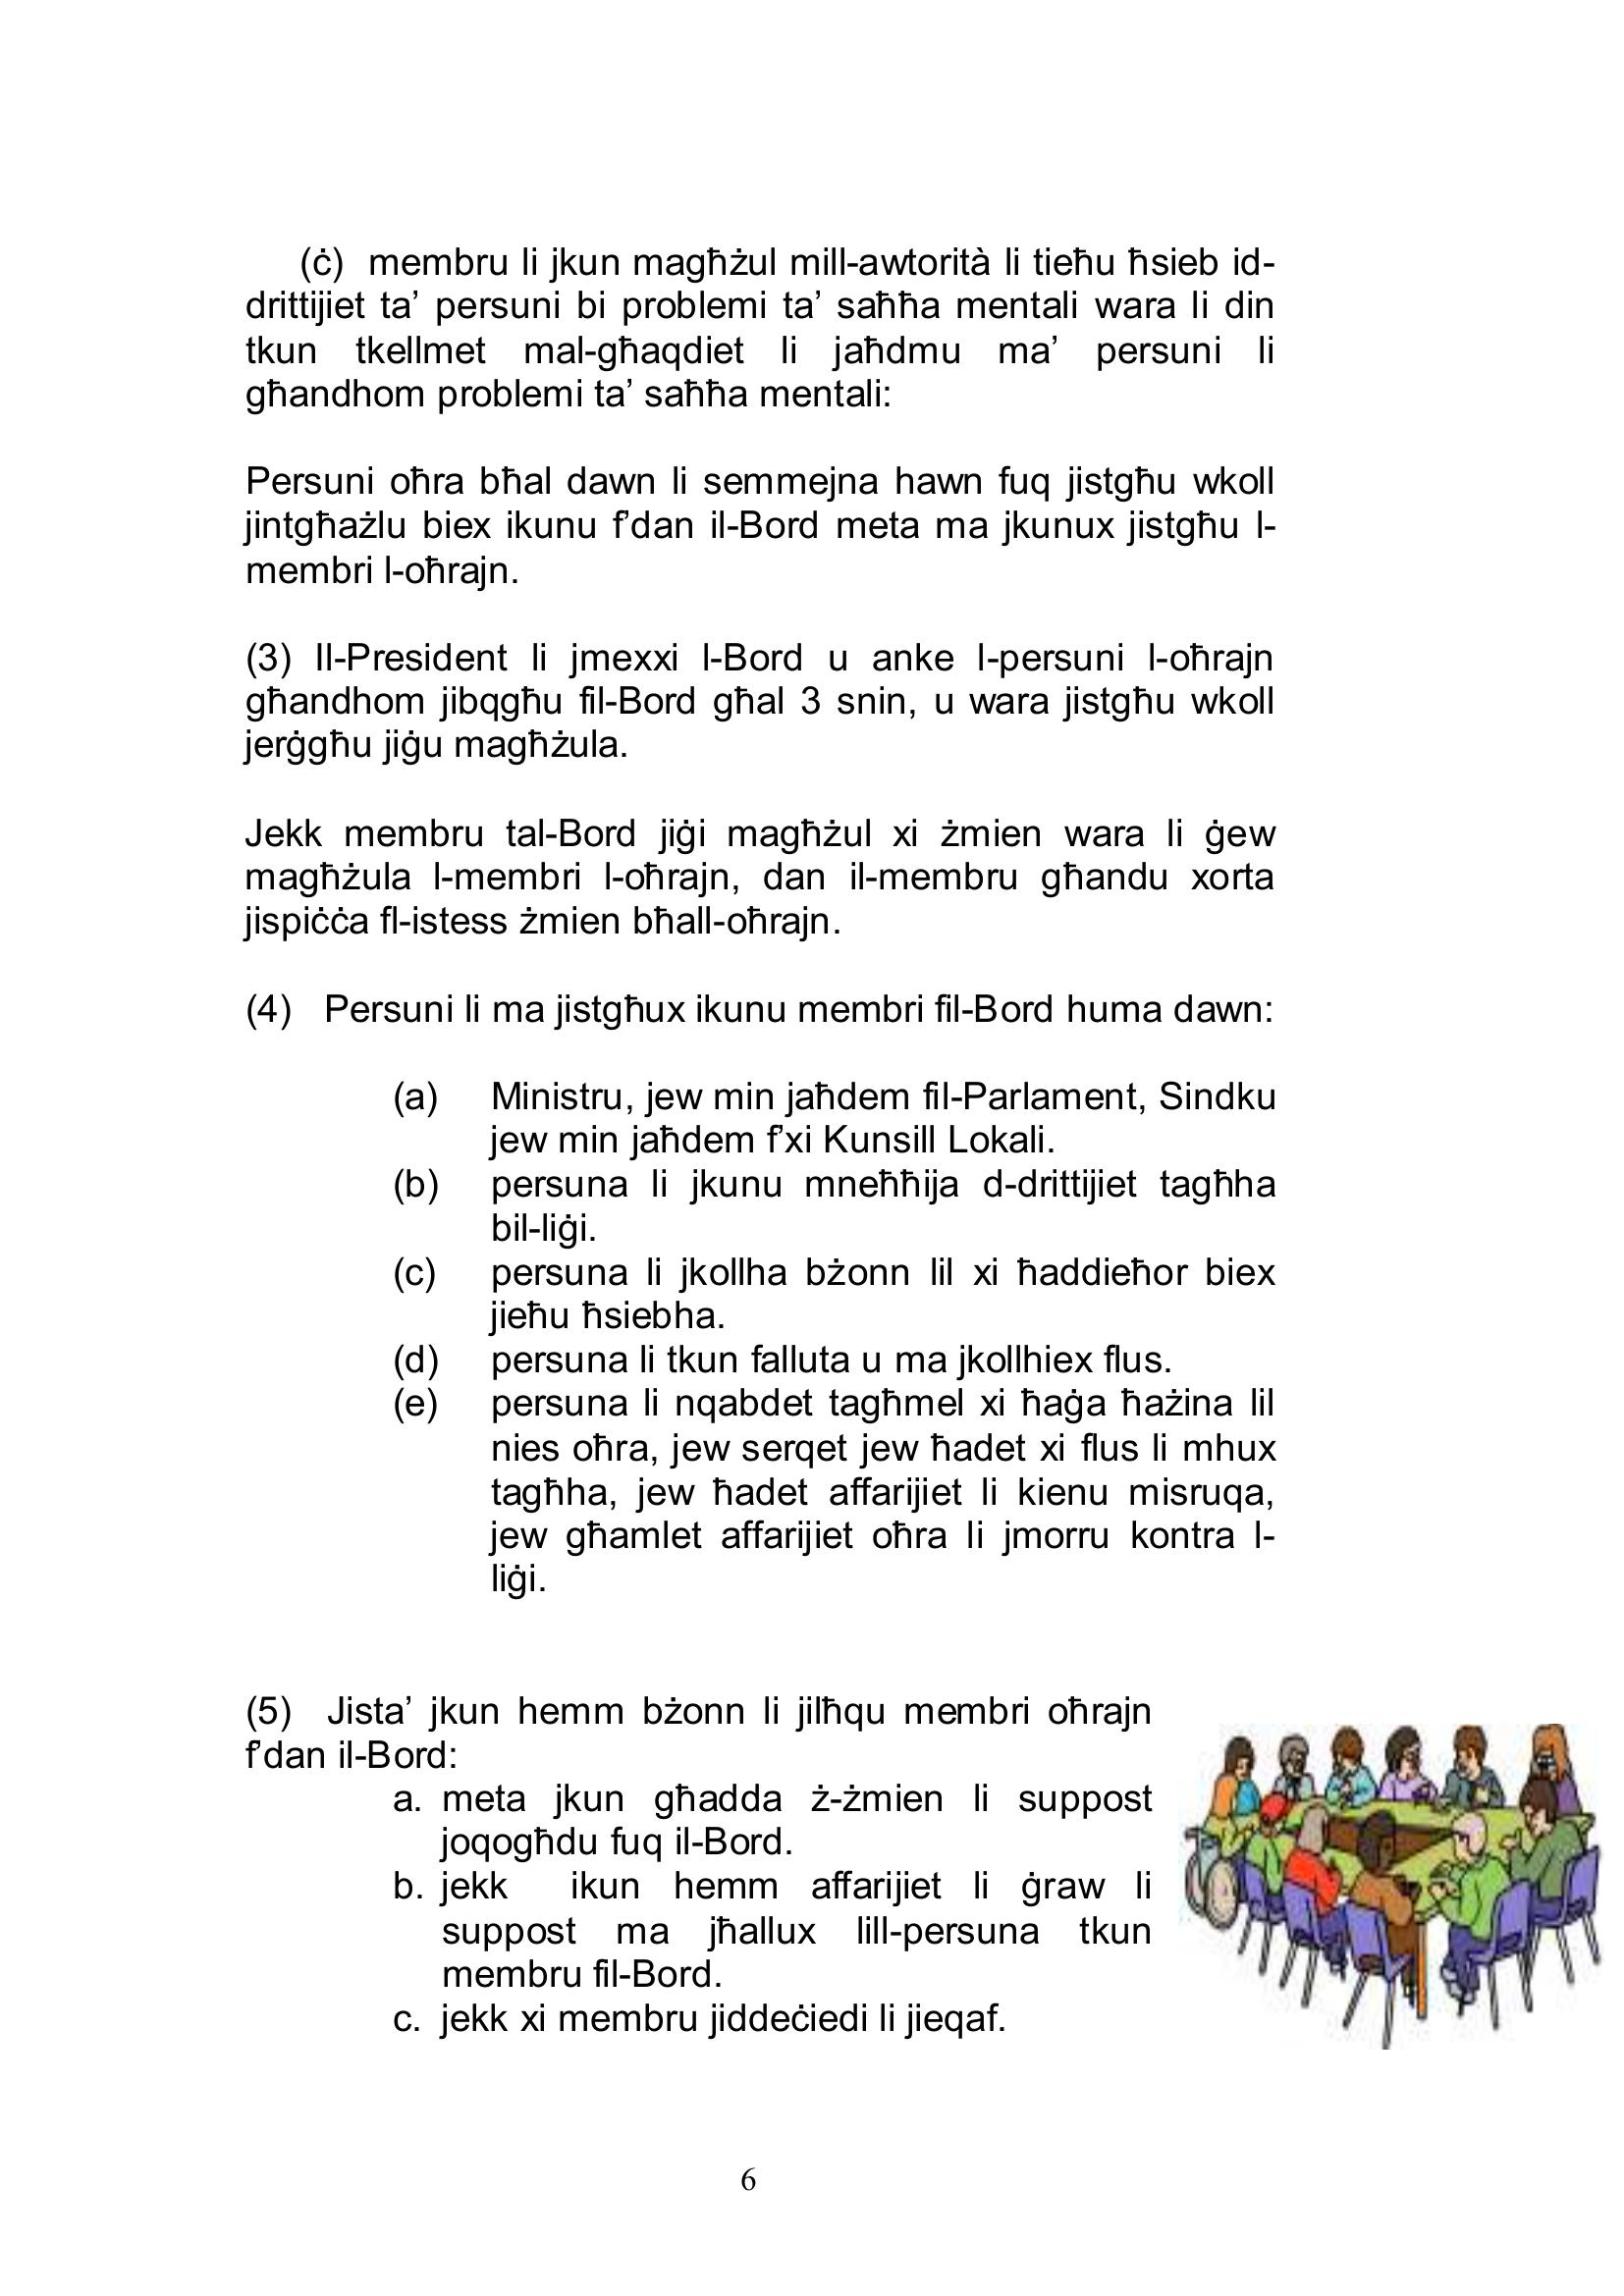 (ċ) membru li jkun magħżul mill-awtorità li tieħu ħsieb id-
drittijiet ta’ persuni bi problemi ta’ saħħa mentali wara li din
tkun tkellmet mal-għaqdiet li jaħdmu ma’ persuni li
għandhom problemi ta’ saħħa mentali:
Persuni oħra bħal dawn li semmejna hawn fuq jistgħu wkoll
jintgħażlu biex ikunu f’dan il-Bord meta ma jkunux jistgħu l-
membri l-oħrajn.
(3) Il-President li jmexxi l-Bord u anke l-persuni l-oħrajn
għandhom jibqgħu fil-Bord għal 3 snin, u wara jistgħu wkoll
jerġgħu jiġu magħżula.
Jekk membru tal-Bord jiġi magħżul xi żmien wara li ġew
magħżula l-membri l-oħrajn, dan il-membru għandu xorta
jispiċċa fl-istess żmien bħall-oħrajn.
(4) Persuni li ma jistgħux ikunu membri fil-Bord huma dawn:
(a) Ministru, jew min jaħdem fil-Parlament, Sindku
jew min jaħdem f’xi Kunsill Lokali.
(b) persuna li jkunu mneħħija d-drittijiet tagħha
bil-liġi.
(c) persuna li jkollha bżonn lil xi ħaddieħor biex
jieħu ħsiebha.
(d) persuna li tkun falluta u ma jkollhiex flus.
(e) persuna li nqabdet tagħmel xi ħaġa ħażina lil
nies oħra, jew serqet jew ħadet xi flus li mhux
tagħha, jew ħadet affarijiet li kienu misruqa,
jew għamlet affarijiet oħra li jmorru kontra l-
liġi.
(5) Jista’ jkun hemm bżonn li jilħqu membri oħrajn
f’dan il-Bord:
a. meta jkun għadda ż-żmien li suppost
joqogħdu fuq il-Bord.
b. jekk ikun hemm affarijiet li ġraw li
suppost ma jħallux lill-persuna tkun
membru fil-Bord.
c. jekk xi membru jiddeċiedi li jieqaf.
6